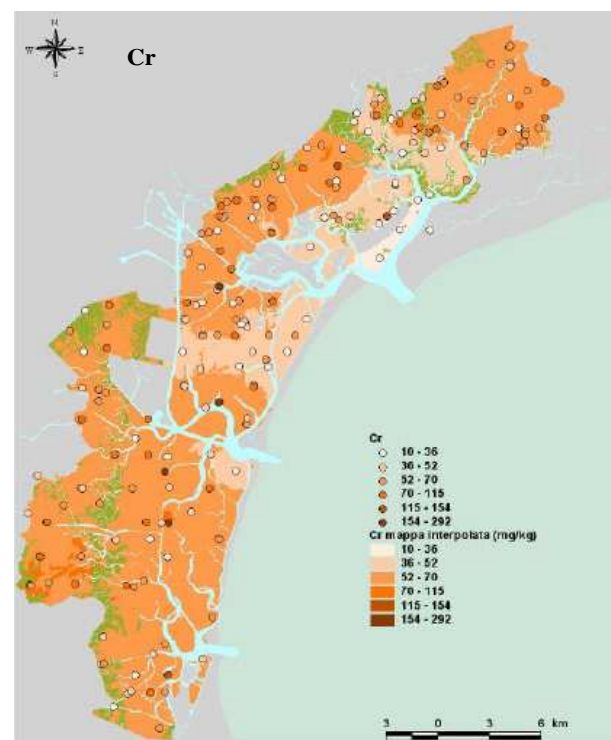 N
W E
S
Cr
Cr
10 - 36
36 - 52
52 - 70
70 - 115
115 - 154
154 - 292
Cr mappa interpolata (mg/kg)
10 - 36
36 - 52
52 - 70
70 - 115
115 - 154
154 - 292
3 0 3 6 km